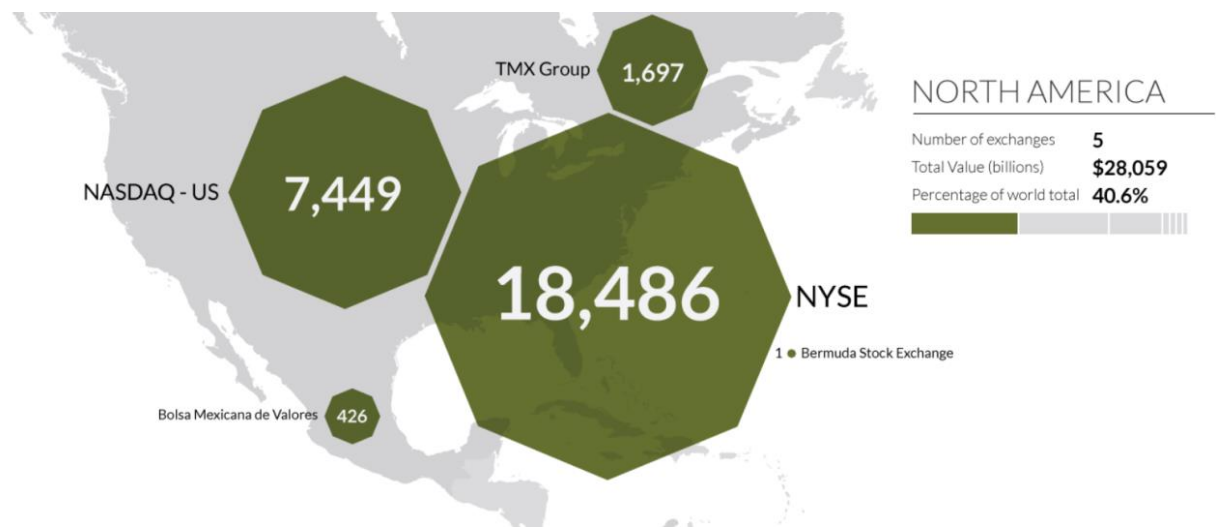 TMX Group 1,697
NASDAQ - US 7,449
18,486 NYSE
1 Bermuda Stock Exchange
Bolsa Mexicana de Valores 426
NORTH AMERICA
Number of exchanges 5
Total Value (billions) $28,059
Percentage of world total 40.6%